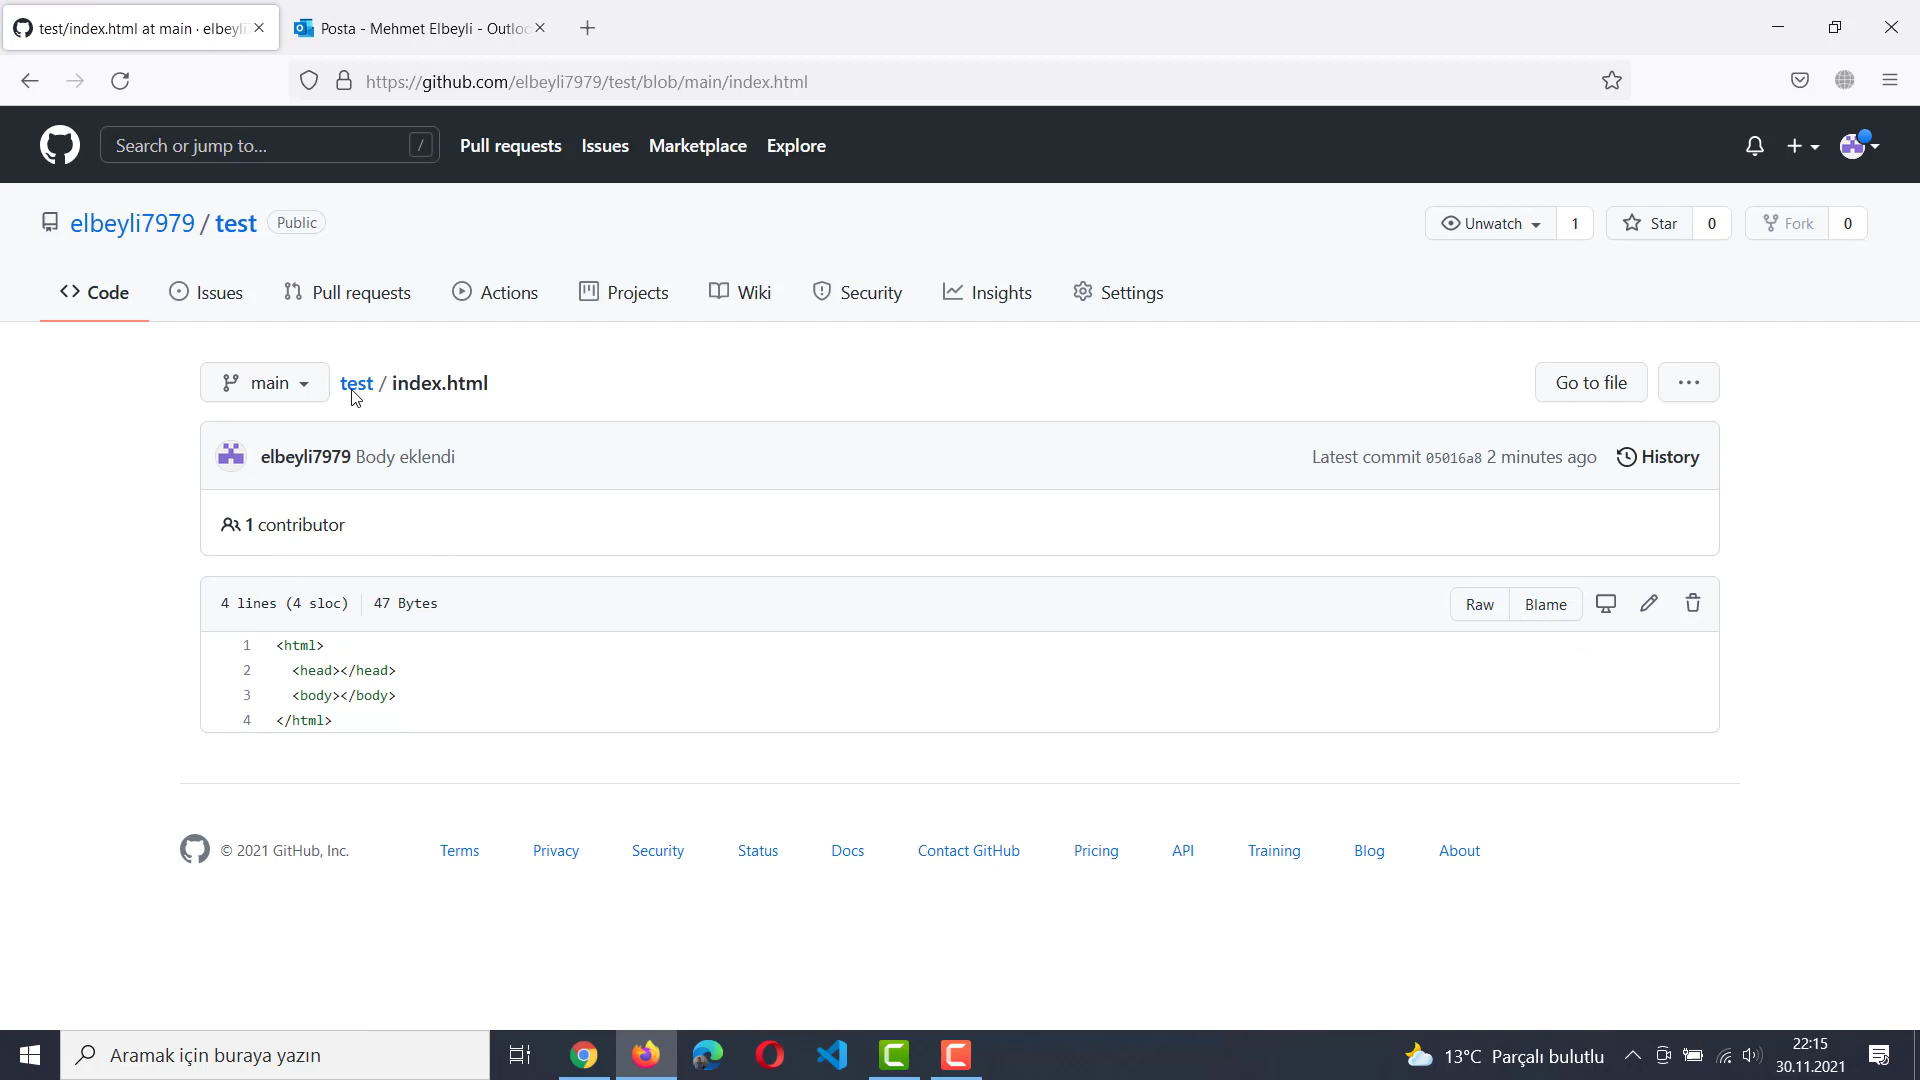 test/index.html at main · elbeyli
Posta - Mehmet Elbeyli - Outloo
https://github.com/elbeyli7979/test/blob/main/index.html
Search or jump to... /
Pull requests Issues Marketplace Explore
elbeyli7979 / test Public
Unwatch 1 Star 0 Fork 0
Code Issues Pull requests Actions Projects Wiki Security Insights Settings
main test / index.html Go to file
elbeyli7979 Body eklendi Latest commit 05016a8 2 minutes ago History
1 contributor
4 lines (4 sloc) 47 Bytes Raw Blame
1 <html>
2 <head></head>
3 <body></body>
4 </html>
© 2021 GitHub, Inc. Terms Privacy Security Status Docs Contact GitHub Pricing API Training Blog About
Aramak için buraya yazın
13°C Parçalı bulutlu
22:15
30.11.2021